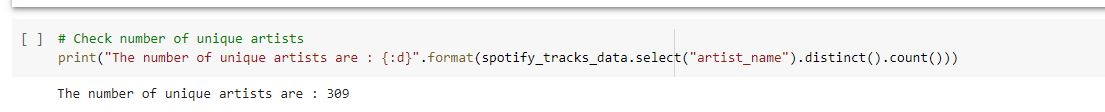 [ ] # Check number of unique artists
print("The number of unique artists are : {:d}".format(spotify_tracks_data.select("artist_name").distinct().count()))
The number of unique artists are : 309